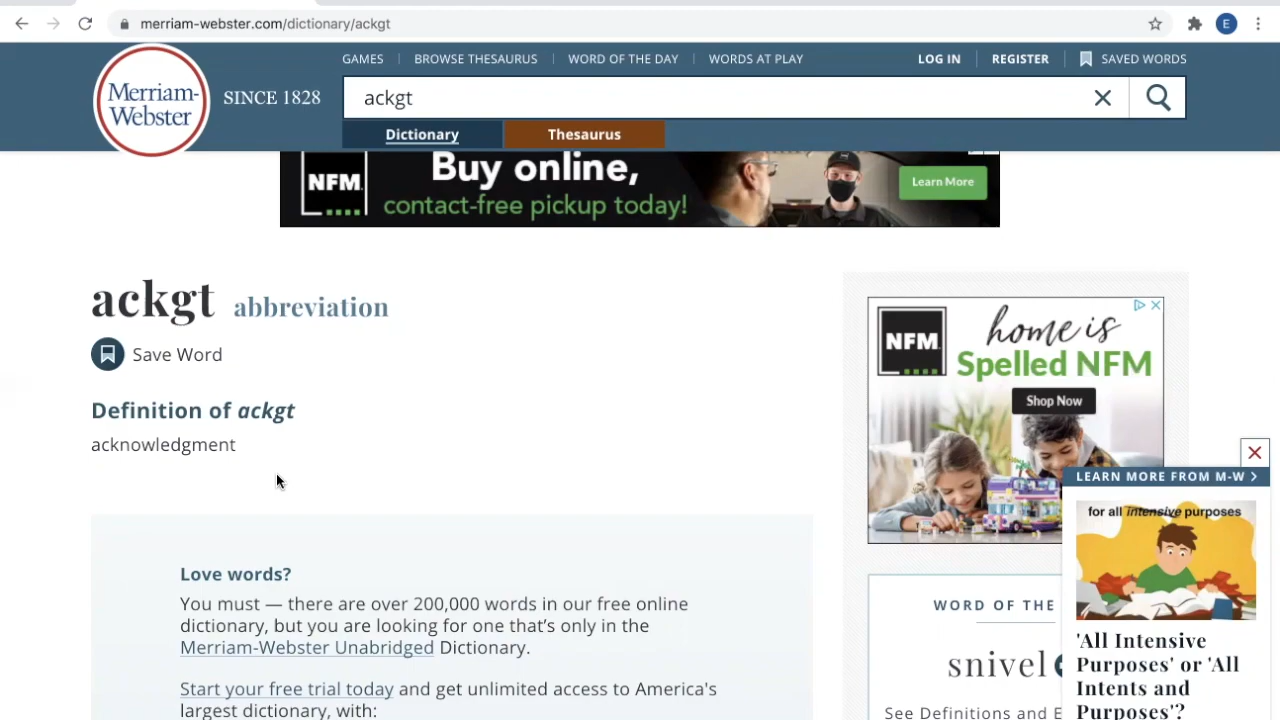 merriam-webster.com/dictionary/ackgt
E
GAMES
BROWSE THESAURUS
WORD OF THE DAY
WORDS AT PLAY
LOG IN
REGISTER
SAVED WORDS
Merriam-
Webster
SINCE 1828
ackgt
Dictionary
Thesaurus
NFM
Buy online,
contact-free pickup today!
Learn More
ackgt abbreviation
Save Word
Definition of ackgt
acknowledgment
Love words?
You must — there are over 200,000 words in our free online
dictionary, but you are looking for one that’s only in the
Merriam-Webster Unabridged Dictionary.
Start your free trial today and get unlimited access to America's
largest dictionary, with:
NFM
home is
Spelled NFM
Shop Now
WORD OF THE
snivel
See Definitions and E
LEARN MORE FROM M-W
for all intensive purposes
'All Intensive
Purposes' or 'All
Intents and
Purposes'?